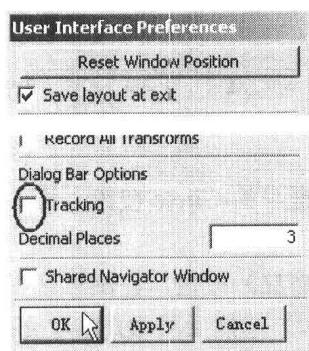 User Interface Preferences
Reset Window Position
Save layout at exit
Record All Transforms
Dialog Bar Options
Tracking
Decimal Places 3
Shared Navigator Window
OK Apply Cancel